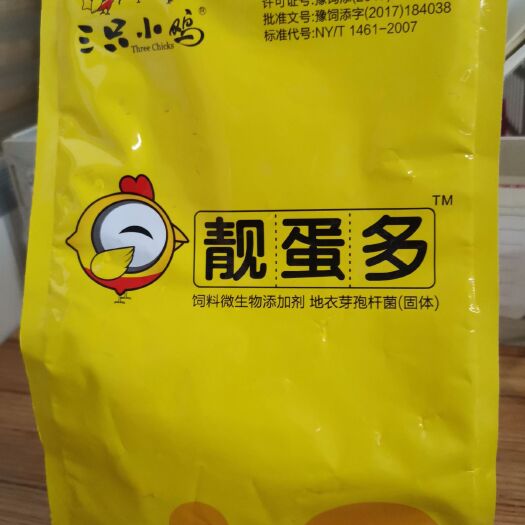 三只小鸡®
Three Chicks
批准文号:豫饲添字(2017)184038
标准代号:NY/T 1461-2007
靓蛋多™
饲料微生物添加剂 地衣芽孢杆菌(固体)